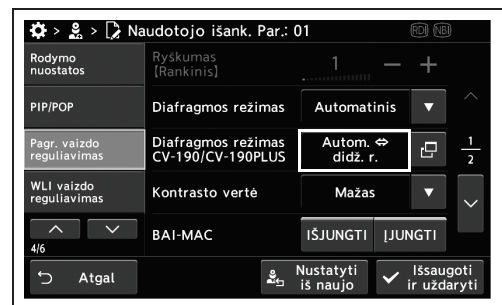 > > Naudotojo išank. Par.: 01 RDI NBI
Rodymo
nuostatos
Ryškumas
[Rankinis]
1 − +
PIP/POP
Diafragmos režimas
Automatinis ▼
Pagr. vaizdo
reguliavimas
Diafragmos režimas
CV-190/CV-190PLUS
Autom. ⇔
didž. r.
1
2
WLI vaizdo
reguliavimas
Kontrasto vertė
Mažas ▼
4/6
BAI-MAC
IŠJUNGTI ĮJUNGTI
Atgal
Nustatyti
iš naujo
Išsaugoti
ir uždaryti